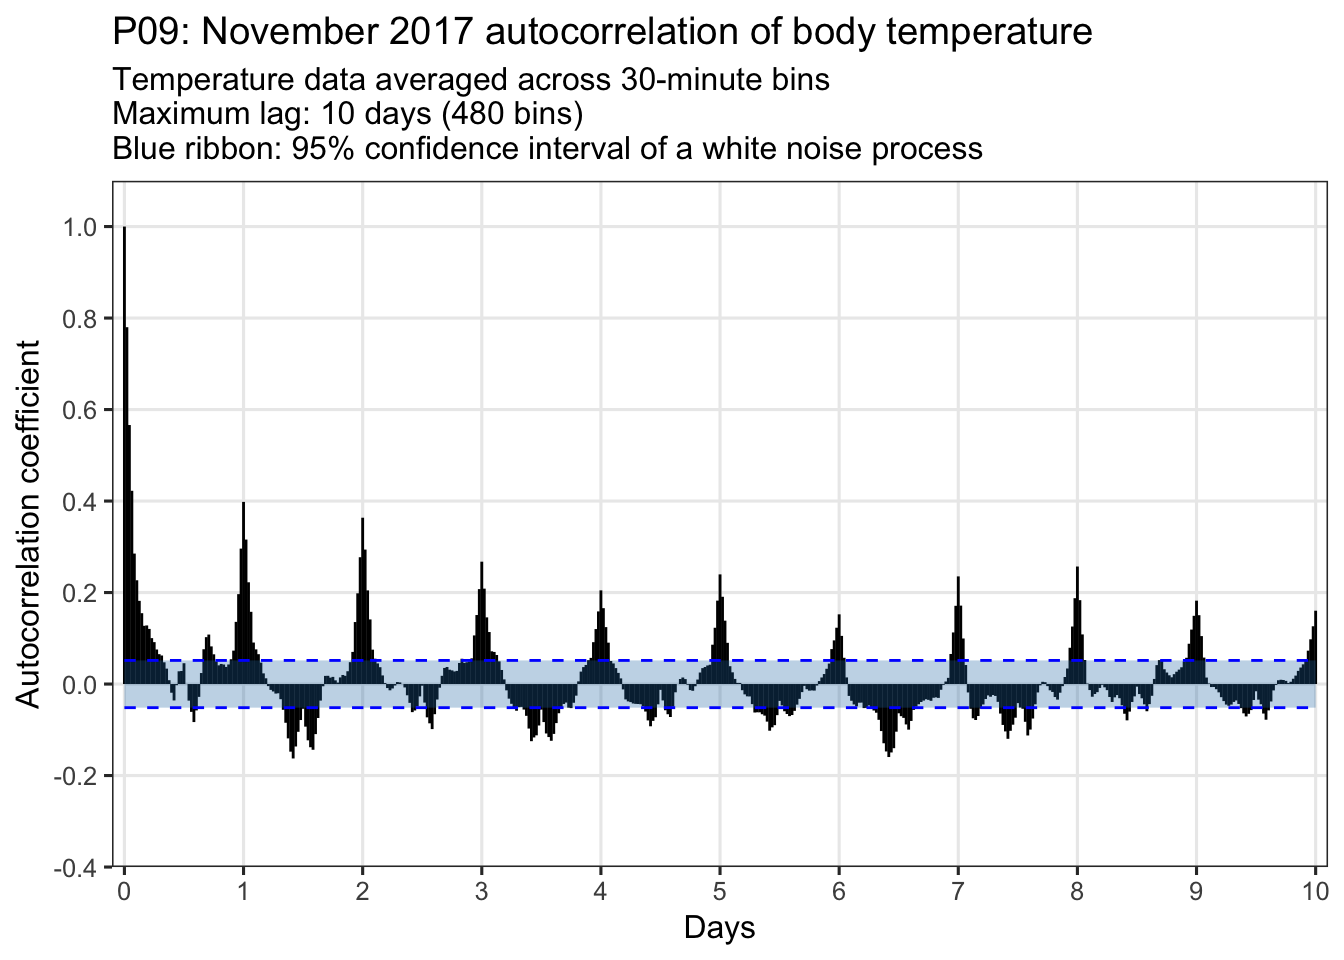 P09: November 2017 autocorrelation of body temperature
Temperature data averaged across 30-minute bins
Maximum lag: 10 days (480 bins)
Blue ribbon: 95% confidence interval of a white noise process
Autocorrelation coefficient
1.0
0.8
0.6
0.4
0.2
0.0
-0.2
-0.4
0 1 2 3 4 5 6 7 8 9 10
Days